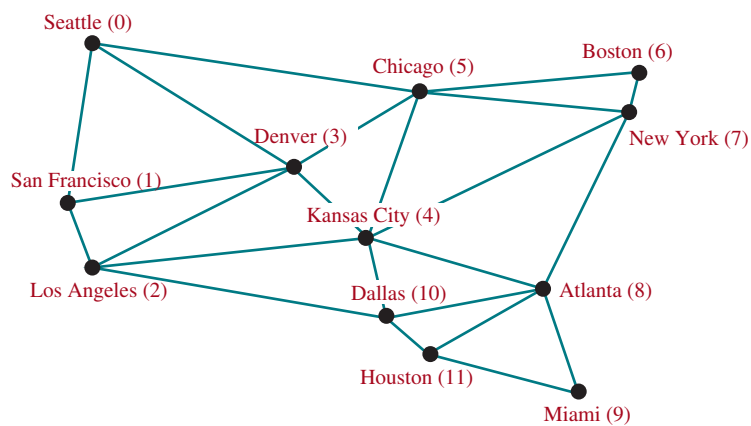 Seattle (0)
Boston (6)
Chicago (5)
Denver (3)
New York (7)
San Francisco (1)
Kansas City (4)
Los Angeles (2)
Dallas (10)
Atlanta (8)
Houston (11)
Miami (9)